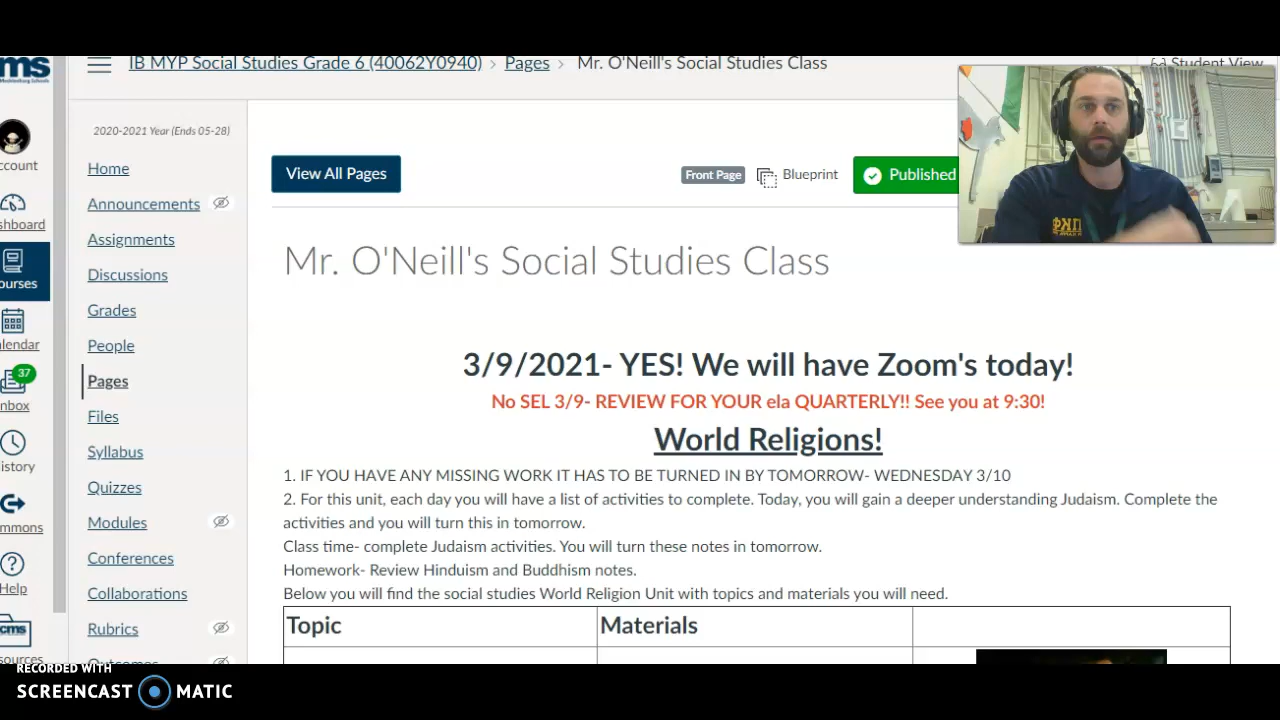 ms
IB MYP Social Studies Grade 6 (40062Y0940) › Pages › Mr. O'Neill's Social Studies Class
Student View
2020-2021 Year (Ends 05-28)
ccount
shboard
ourses
lendar
37
nbox
istory
mmons
Help
cms
sources
Home
Announcements
Assignments
Discussions
Grades
People
Pages
Files
Syllabus
Quizzes
Modules
Conferences
Collaborations
Rubrics
Outcomes
View All Pages
Front Page
Blueprint
Published
ΠΚΦ
Mr. O'Neill's Social Studies Class
3/9/2021- YES! We will have Zoom's today!
No SEL 3/9- REVIEW FOR YOUR ela QUARTERLY!! See you at 9:30!
World Religions!
1. IF YOU HAVE ANY MISSING WORK IT HAS TO BE TURNED IN BY TOMORROW- WEDNESDAY 3/10
2. For this unit, each day you will have a list of activities to complete. Today, you will gain a deeper understanding Judaism. Complete the
activities and you will turn this in tomorrow.
Class time- complete Judaism activities. You will turn these notes in tomorrow.
Homework- Review Hinduism and Buddhism notes.
Below you will find the social studies World Religion Unit with topics and materials you will need.
Topic
Materials
RECORDED WITH
SCREENCAST MATIC